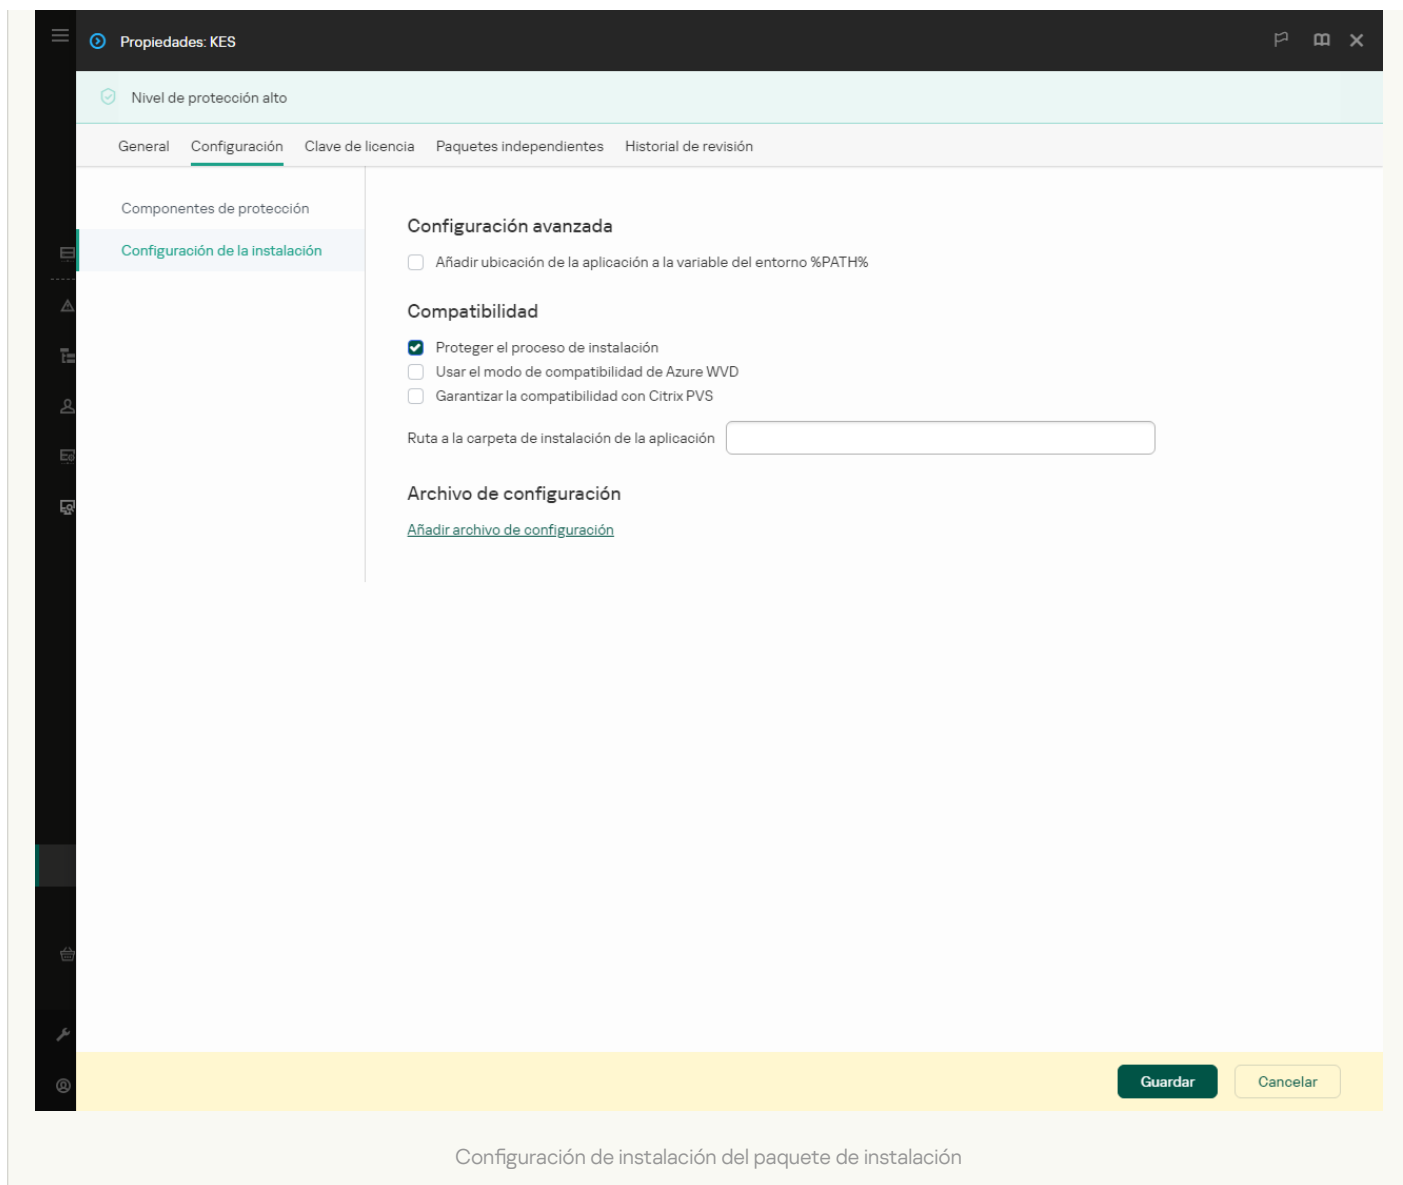 Propiedades: KES
Nivel de protección alto
General Configuración Clave de licencia Paquetes independientes Historial de revisión
Componentes de protección
Configuración de la instalación
Configuración avanzada
Añadir ubicación de la aplicación a la variable del entorno %PATH%
Compatibilidad
Proteger el proceso de instalación
Usar el modo de compatibilidad de Azure WVD
Garantizar la compatibilidad con Citrix PVS
Ruta a la carpeta de instalación de la aplicación
Archivo de configuración
Añadir archivo de configuración
Guardar Cancelar
Configuración de instalación del paquete de instalación